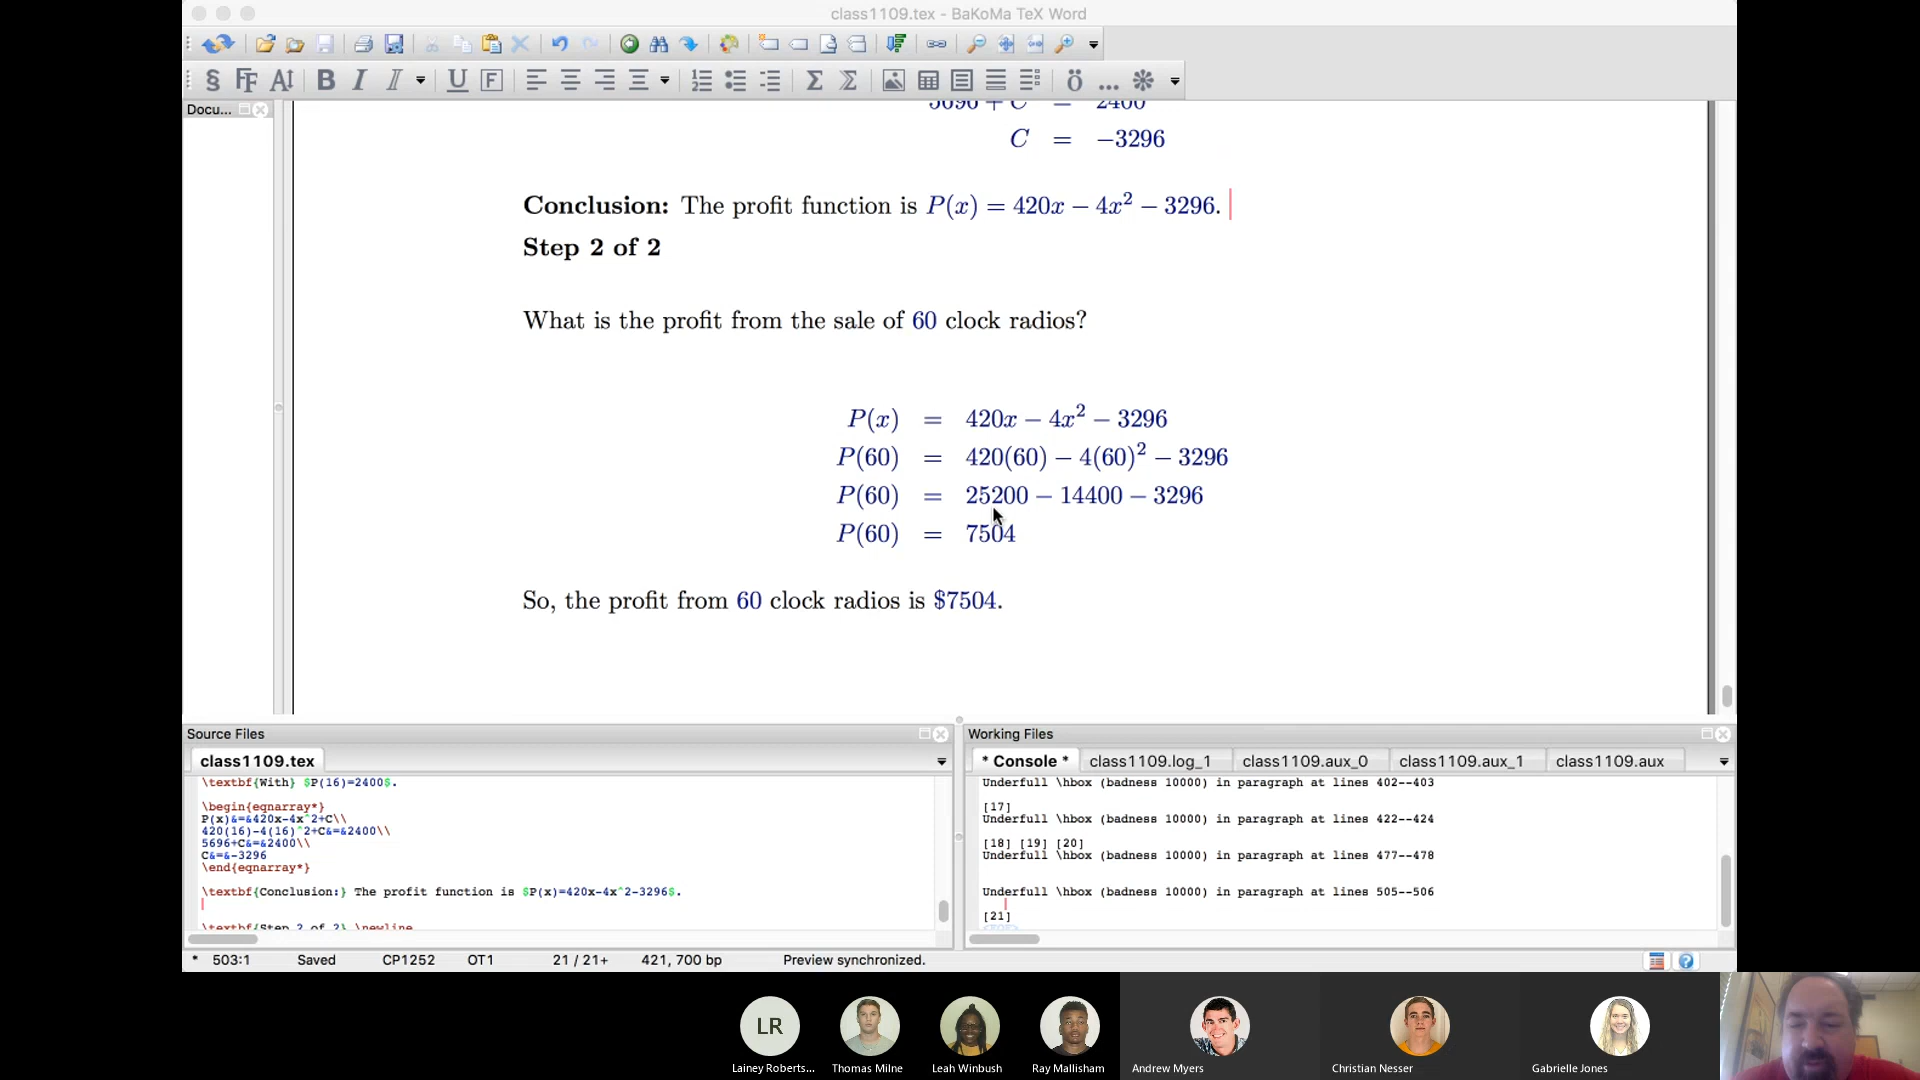 class1109.tex - BaKoMa TeX Word
Docu...
5696 + C = 2400
C = −3296
Conclusion: The profit function is P(x) = 420x − 4x² − 3296.
Step 2 of 2
What is the profit from the sale of 60 clock radios?
P(x) = 420x − 4x² − 3296
P(60) = 420(60) − 4(60)² − 3296
P(60) = 25200 − 14400 − 3296
P(60) = 7504
So, the profit from 60 clock radios is $7504.
Source Files
class1109.tex
\textbf{With} $P(16)=2400$.
\begin{eqnarray*}
P(x)&=&420x-4x^2+C\\
420(16)-4(16)^2+C&=&2400\\
5696+C&=&2400\\
C&=&-3296
\end{eqnarray*}
\textbf{Conclusion:} The profit function is $P(x)=420x-4x^2-3296$.
\textbf{Step 2 of 2} \newline
Working Files
* Console * class1109.log_1 class1109.aux_0 class1109.aux_1 class1109.aux
Underfull \hbox (badness 10000) in paragraph at lines 402--403
[17]
Underfull \hbox (badness 10000) in paragraph at lines 422--424
[18] [19] [20]
Underfull \hbox (badness 10000) in paragraph at lines 477--478
Underfull \hbox (badness 10000) in paragraph at lines 505--506
[21]
* 503:1 Saved CP1252 OT1 21 / 21+ 421, 700 bp Preview synchronized.
LR
Lainey Roberts... Thomas Milne Leah Winbush Ray Mallisham Andrew Myers Christian Nesser Gabrielle Jones